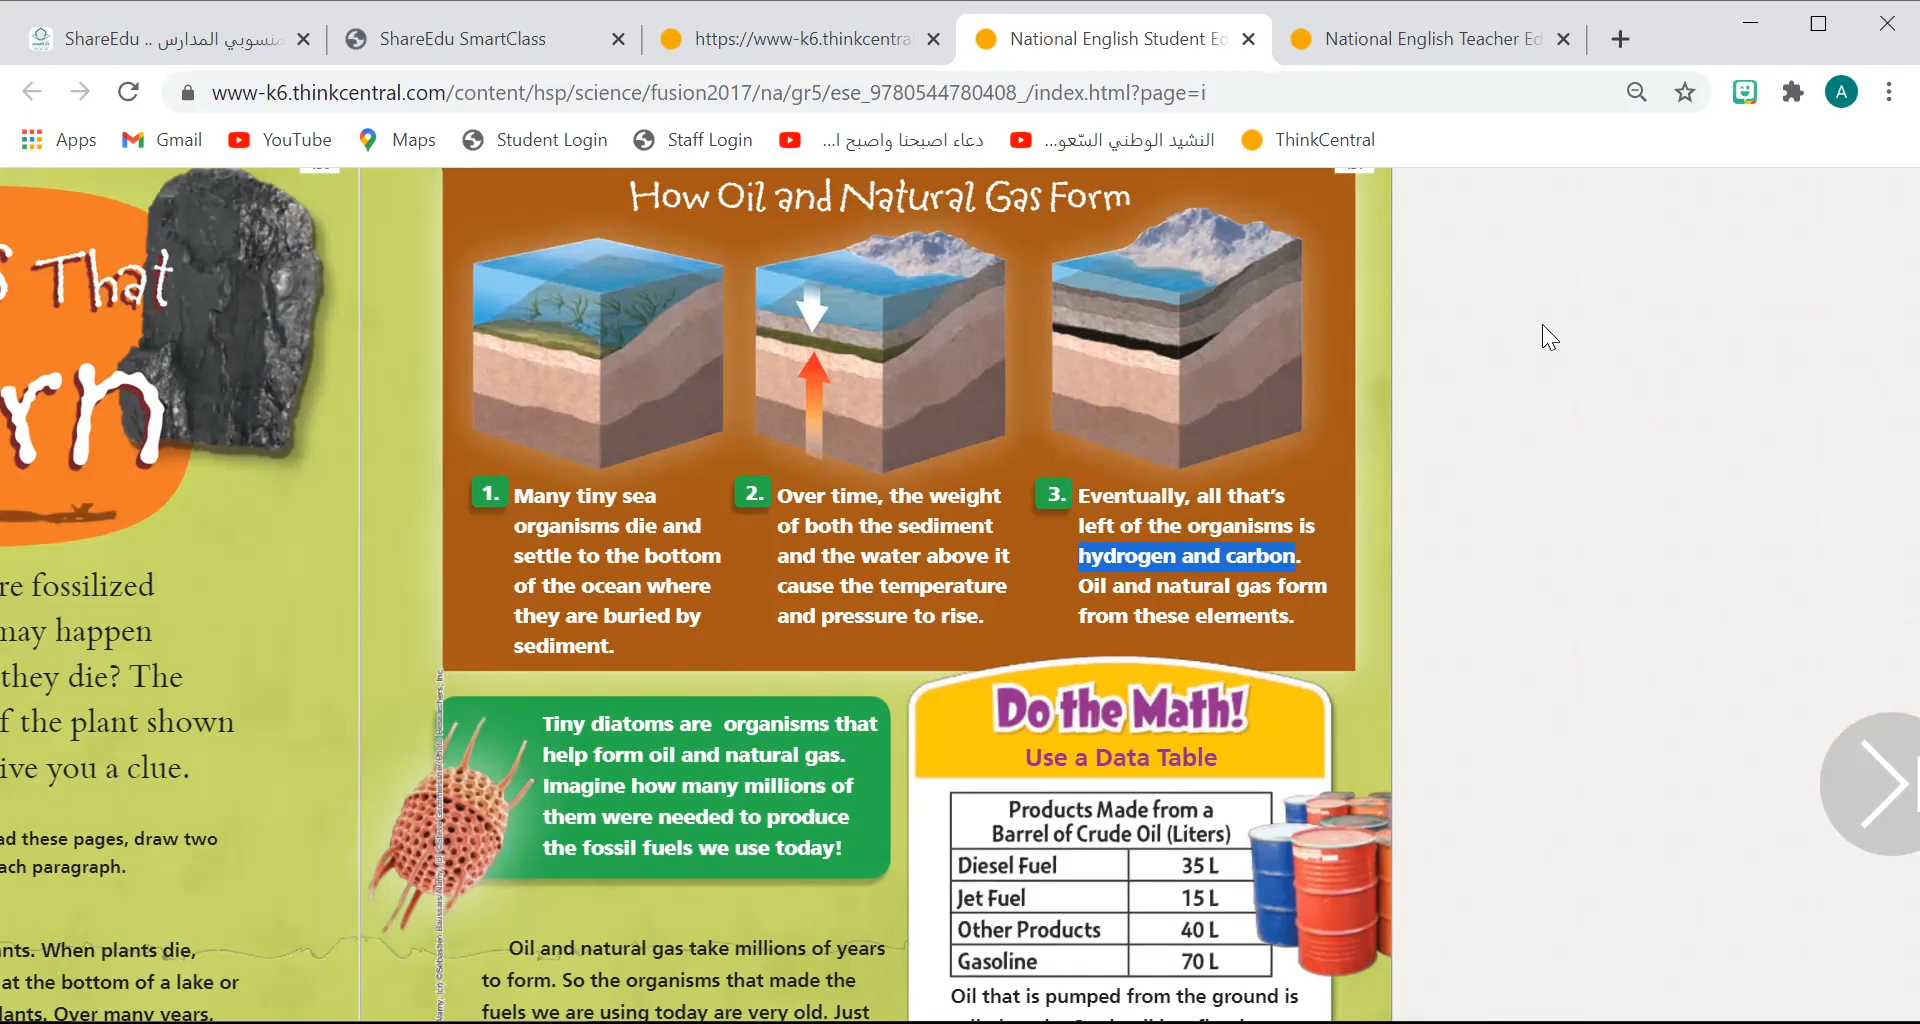 ShareEdu .. منسوبي المدارس
ShareEdu SmartClass
https://www-k6.thinkcentral
National English Student Ed
National English Teacher Ed
www-k6.thinkcentral.com/content/hsp/science/fusion2017/na/gr5/ese_9780544780408_/index.html?page=i
A
Apps
Gmail
YouTube
Maps
Student Login
Staff Login
دعاء اصبحنا واصبح ا...
النشيد الوطني السّعو...
ThinkCentral
s That
rn
re fossilized
may happen
they die? The
f the plant shown
ive you a clue.
ad these pages, draw two
ach paragraph.
nts. When plants die,
at the bottom of a lake or
lants. Over many years,
How Oil and Natural Gas Form
1. Many tiny sea
organisms die and
settle to the bottom
of the ocean where
they are buried by
sediment.
2. Over time, the weight
of both the sediment
and the water above it
cause the temperature
and pressure to rise.
3. Eventually, all that's
left of the organisms is
hydrogen and carbon.
Oil and natural gas form
from these elements.
Tiny diatoms are organisms that
help form oil and natural gas.
Imagine how many millions of
them were needed to produce
the fossil fuels we use today!
Oil and natural gas take millions of years
to form. So the organisms that made the
fuels we are using today are very old. Just
Do the Math!
Use a Data Table
Products Made from a
Barrel of Crude Oil (Liters)
Diesel Fuel 35 L
Jet Fuel 15 L
Other Products 40 L
Gasoline 70 L
Oil that is pumped from the ground is